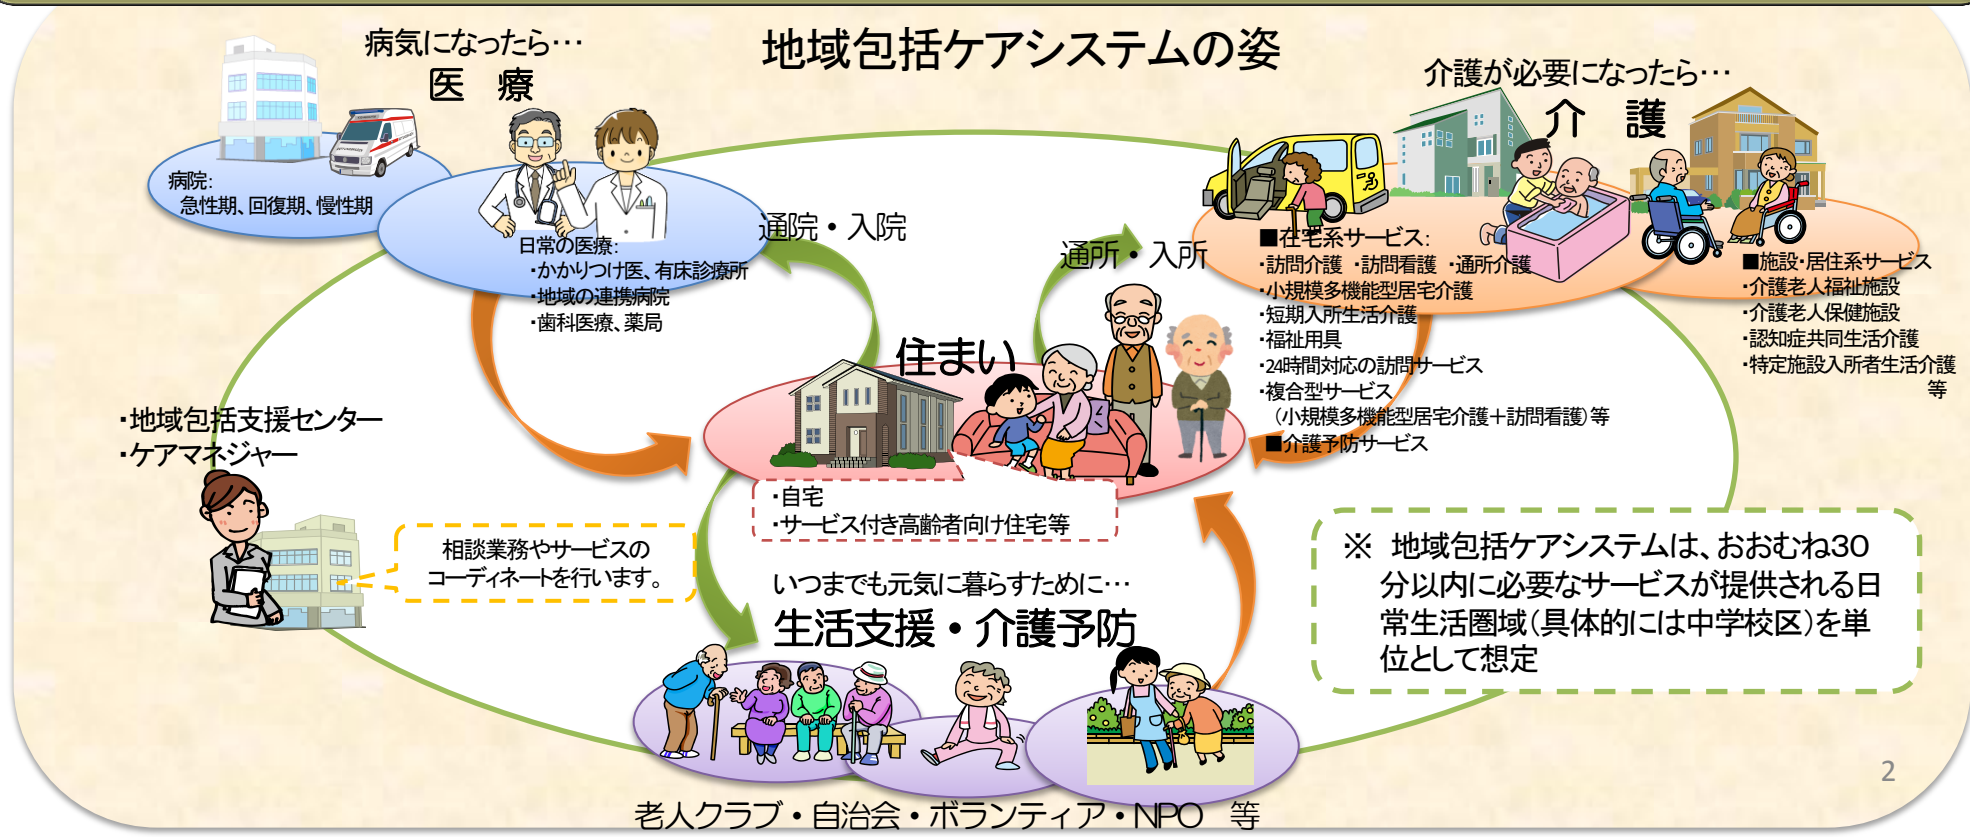 地域包括ケアシステムの姿
病気になったら･･･
医　療
病院：
急性期、回復期、慢性期
日常の医療：
・かかりつけ医、有床診療所
・地域の連携病院
・歯科医療、薬局
通院・入院
通所・入所
介護が必要になったら･･･
介　護
■在宅系サービス：
・訪問介護　・訪問看護　・通所介護
・小規模多機能型居宅介護
・短期入所生活介護
・福祉用具
・24時間対応の訪問サービス
・複合型サービス
（小規模多機能型居宅介護＋訪問看護）等
■介護予防サービス
■施設・居住系サービス
・介護老人福祉施設
・介護老人保健施設
・認知症共同生活介護
・特定施設入所者生活介護
等
住まい
・自宅
・サービス付き高齢者向け住宅等
・地域包括支援センター
・ケアマネジャー
相談業務やサービスの
コーディネートを行います。
いつまでも元気に暮らすために･･･
生活支援・介護予防
※　地域包括ケアシステムは、おおむね30
分以内に必要なサービスが提供される日
常生活圏域（具体的には中学校区）を単
位として想定
老人クラブ・自治会・ボランティア・NPO　等
2